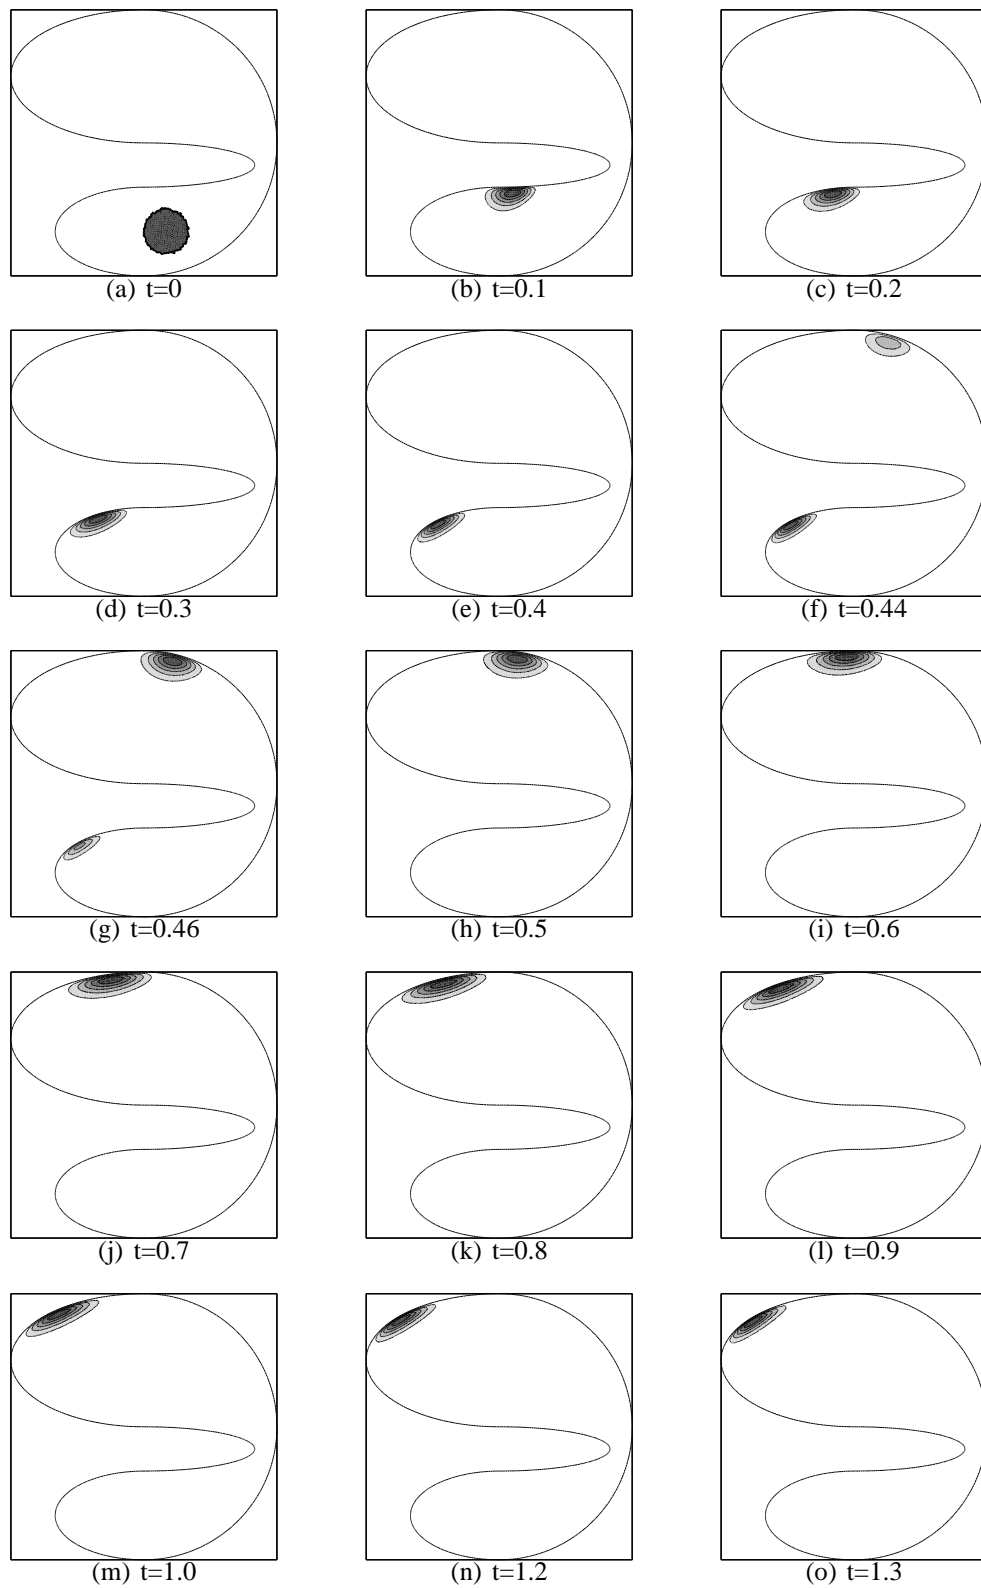 (a) t=0
(b) t=0.1
(c) t=0.2
(d) t=0.3
(e) t=0.4
(f) t=0.44
(g) t=0.46
(h) t=0.5
(i) t=0.6
(j) t=0.7
(k) t=0.8
(l) t=0.9
(m) t=1.0
(n) t=1.2
(o) t=1.3